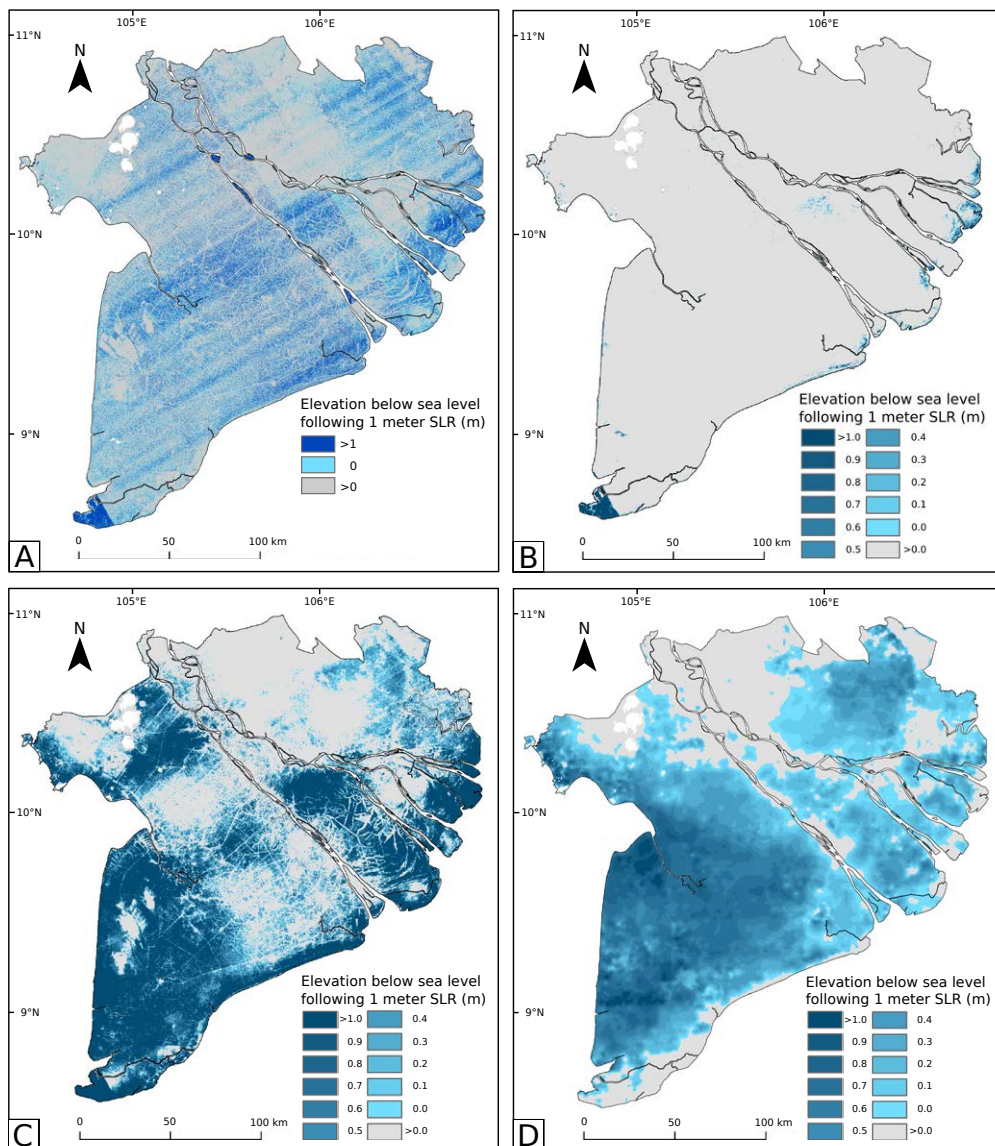 105°E 106°E
11°N
N
10°N
9°N
Elevation below sea level
following 1 meter SLR (m)
>1
0
>0
0 50 100 km
A
105°E 106°E
11°N
N
10°N
9°N
Elevation below sea level
following 1 meter SLR (m)
>1.0 0.4
0.9 0.3
0.8 0.2
0.7 0.1
0.6 0.0
0.5 >0.0
0 50 100 km
B
105°E 106°E
11°N
N
10°N
9°N
Elevation below sea level
following 1 meter SLR (m)
>1.0 0.4
0.9 0.3
0.8 0.2
0.7 0.1
0.6 0.0
0.5 >0.0
0 50 100 km
C
105°E 106°E
11°N
N
10°N
9°N
Elevation below sea level
following 1 meter SLR (m)
>1.0 0.4
0.9 0.3
0.8 0.2
0.7 0.1
0.6 0.0
0.5 >0.0
0 50 100 km
D